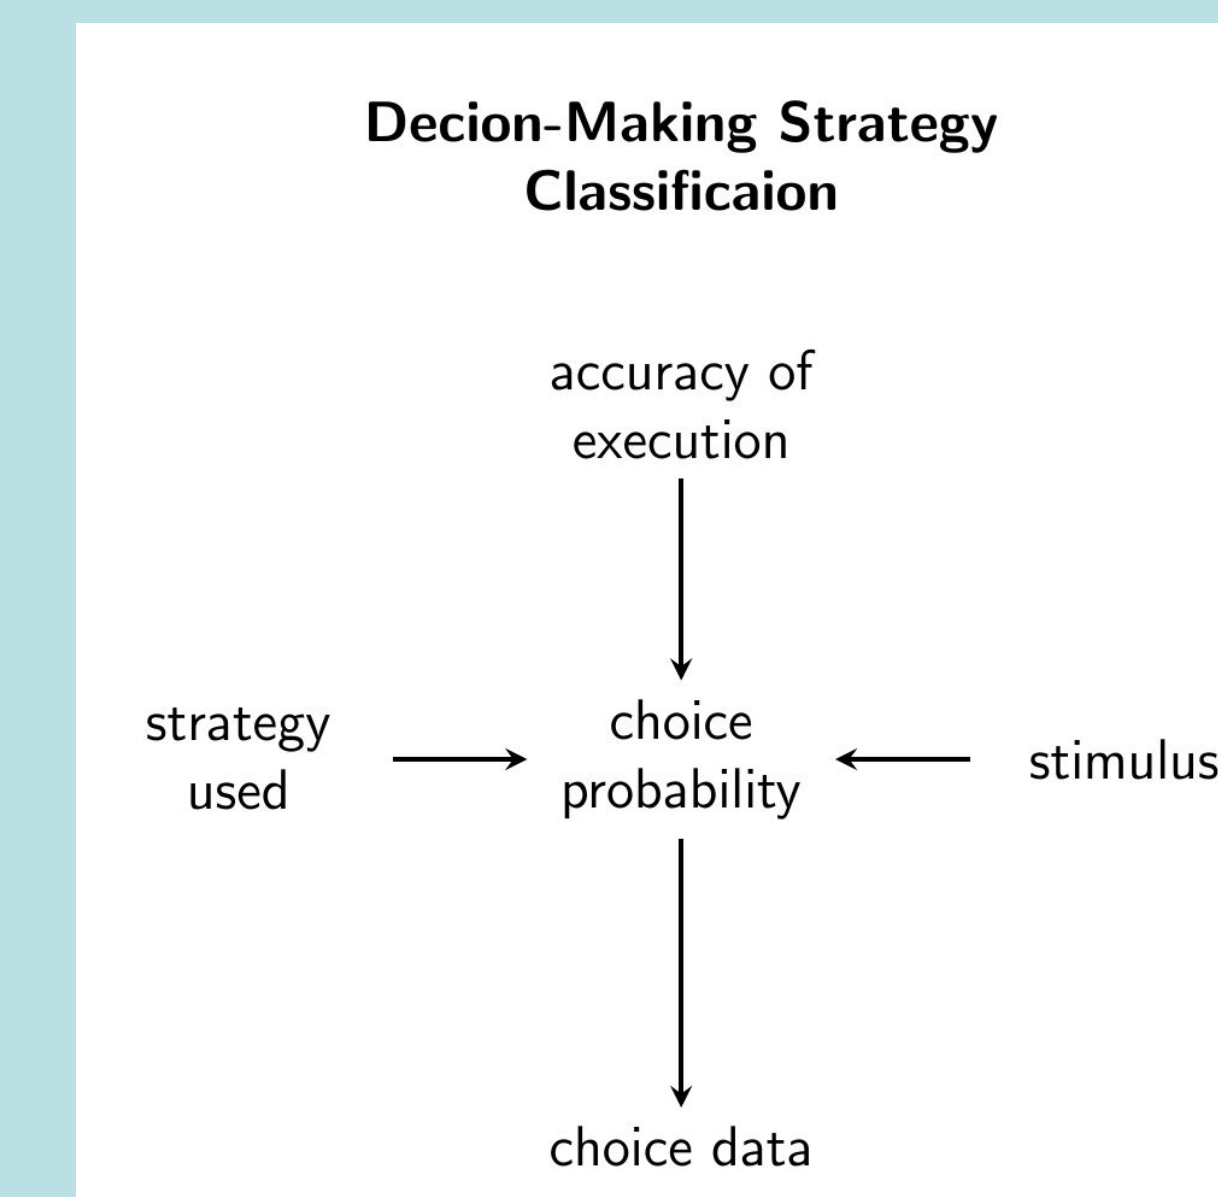 Decion-Making Strategy
Classificaion
accuracy of
execution
strategy
used
choice
probability
stimulus
choice data